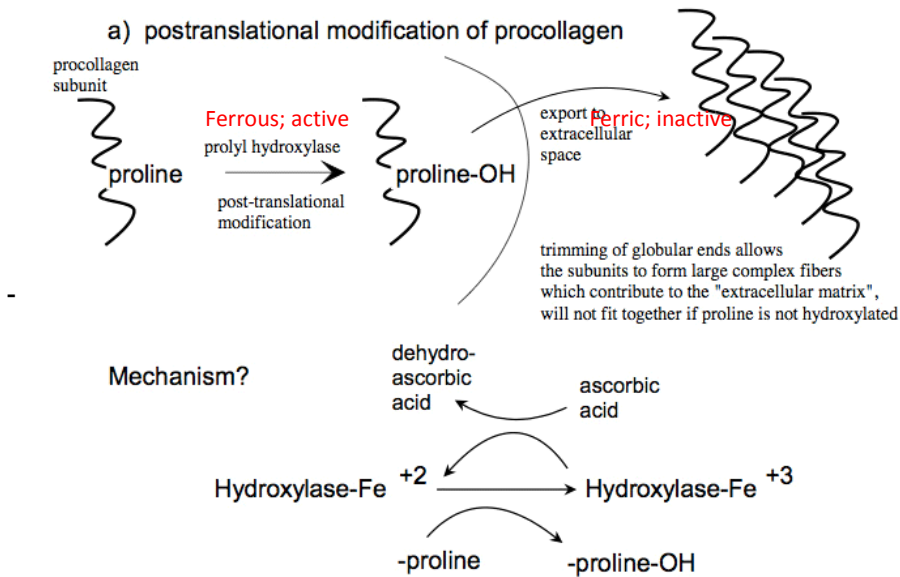 a) postranslational modification of procollagen
procollagen
subunit
Ferrous; active
prolyl hydroxylase
proline
post-translational
modification
proline-OH
export to
extracellular
space
Ferric; inactive
trimming of globular ends allows
the subunits to form large complex fibers
which contribute to the "extracellular matrix",
will not fit together if proline is not hydroxylated
-
Mechanism?
dehydro-
ascorbic
acid
ascorbic
acid
Hydroxylase-Fe +2
Hydroxylase-Fe +3
-proline
-proline-OH